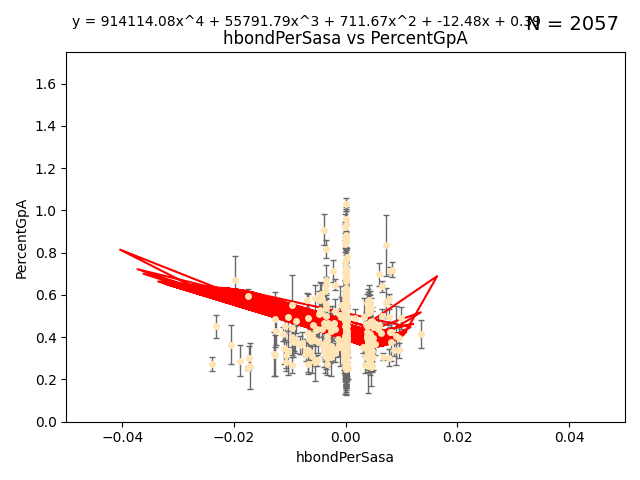 y = 914114.08x^4 + 55791.79x^3 + 711.67x^2 + -12.48x + 0.39
N = 2057
hbondPerSasa vs PercentGpA
PercentGpA
1.6
1.4
1.2
1.0
0.8
0.6
0.4
0.2
0.0
−0.04 −0.02 0.00 0.02 0.04
hbondPerSasa